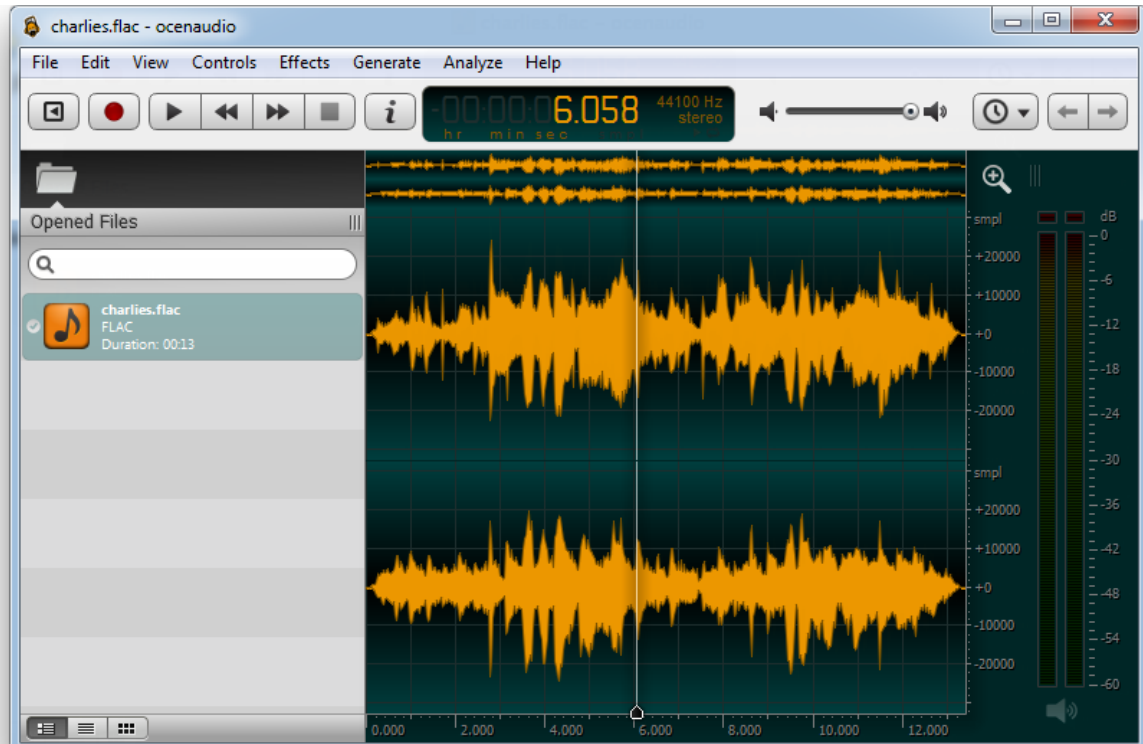 charlies.flac - ocenaudio
File Edit View Controls Effects Generate Analyze Help
-00:00:06.058 44100 Hz
stereo
hr min sec
Opened Files
charlies.flac
FLAC
Duration: 00:13
smpl
+20000
+10000
+0
-10000
-20000
smpl
+20000
+10000
+0
-10000
-20000
0.000 2.000 4.000 6.000 8.000 10.000 12.000
dB
0
-6
-12
-18
-24
-30
-36
-42
-48
-54
-60